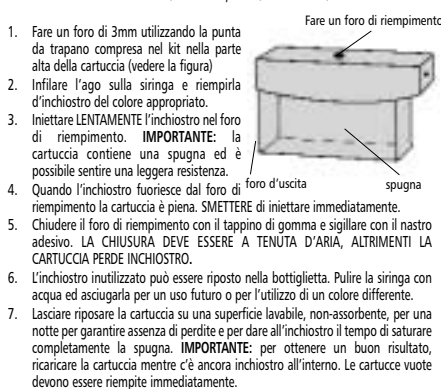 Fare un foro di riempimento
1. Fare un foro di 3mm utilizzando la punta
da trapano compresa nel kit nella parte
alta della cartuccia (vedere la figura)
2. Infilare l'ago sulla siringa e riempirla
d'inchiostro del colore appropriato.
3. Iniettare LENTAMENTE l'inchiostro nel foro
di riempimento. IMPORTANTE: la
cartuccia contiene una spugna ed è
possibile sentire una leggera resistenza.
foro d'uscita
spugna
4. Quando l'inchiostro fuoriesce dal foro di
riempimento la cartuccia è piena. SMETTERE di iniettare immediatamente.
5. Chiudere il foro di riempimento con il tappino di gomma e sigillare con il nastro
adesivo. LA CHIUSURA DEVE ESSERE A TENUTA D'ARIA, ALTRIMENTI LA
CARTUCCIA PERDE INCHIOSTRO.
6. L'inchiostro inutilizzato può essere riposto nella bottiglietta. Pulire la siringa con
acqua ed asciugarla per un uso futuro o per l'utilizzo di un colore differente.
7. Lasciare riposare la cartuccia su una superficie lavabile, non-assorbente, per una
notte per garantire assenza di perdite e per dare all'inchiostro il tempo di saturare
completamente la spugna. IMPORTANTE: per ottenere un buon risultato,
ricaricare la cartuccia mentre c'è ancora inchiostro all'interno. Le cartucce vuote
devono essere riempite immediatamente.